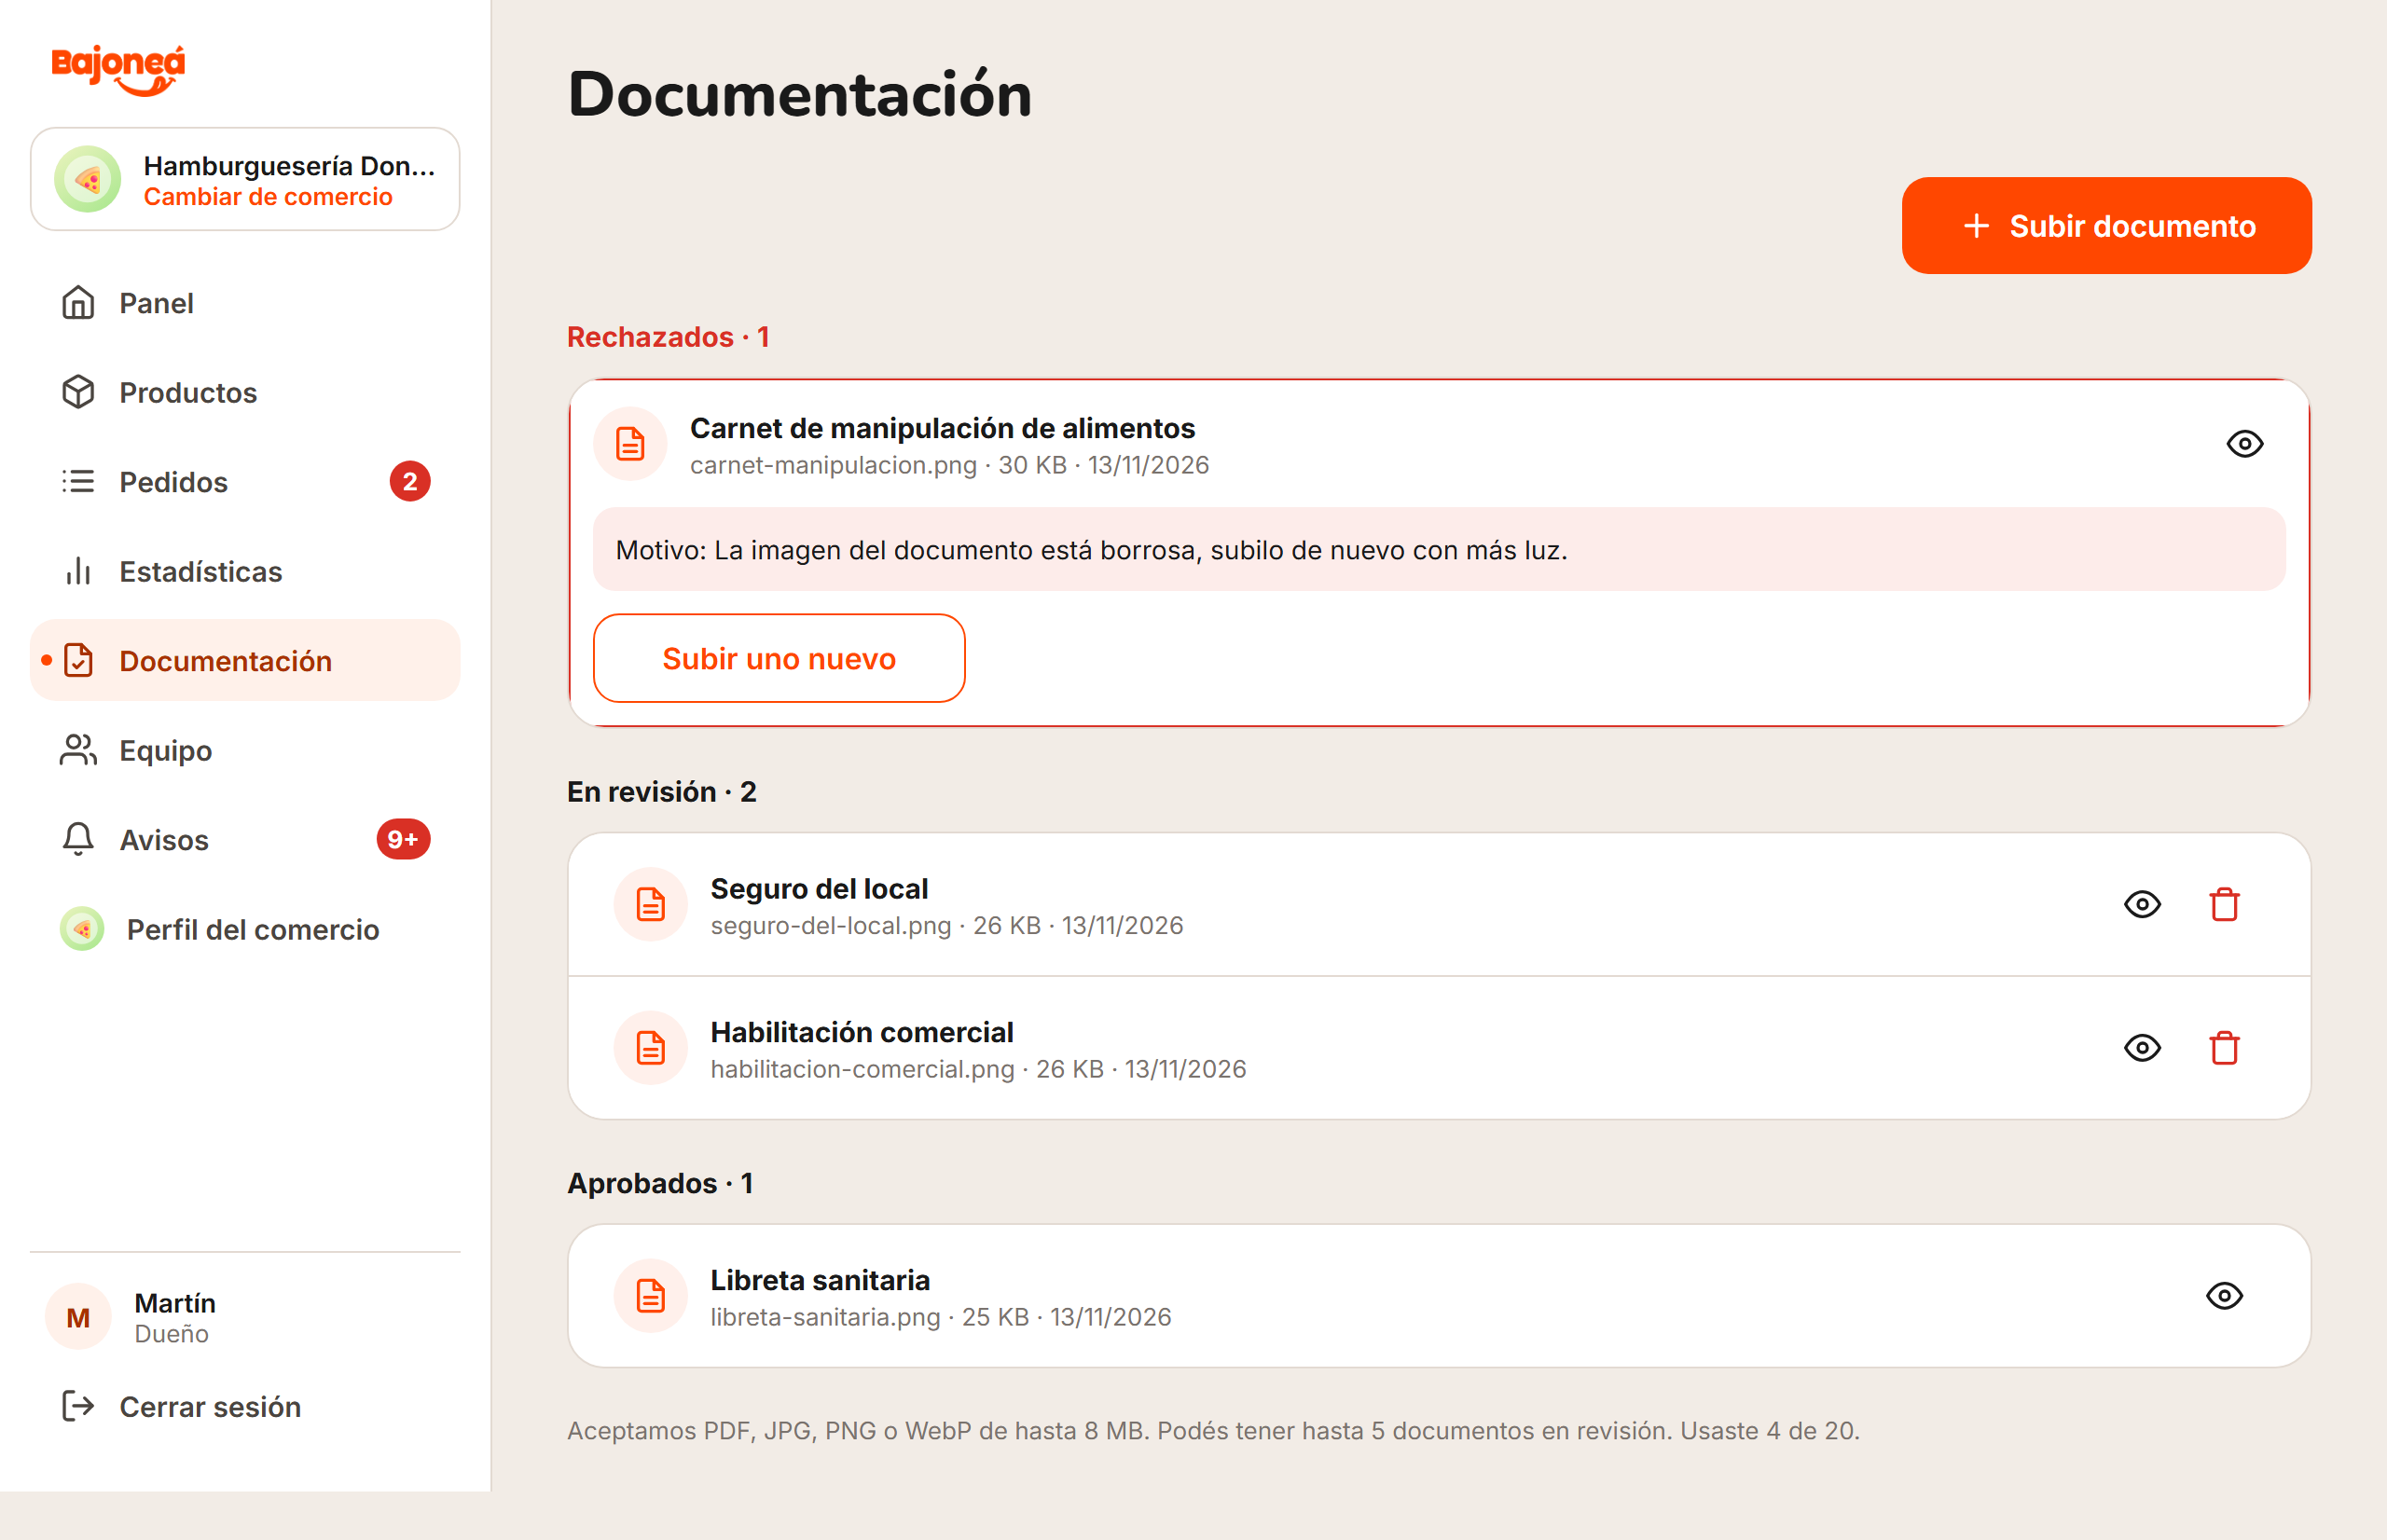 Bajoneá
Hamburguesería Don...
Cambiar de comercio
Panel
Productos
Pedidos
2
Estadísticas
Documentación
Equipo
Avisos
9+
Perfil del comercio
M
Martín
Dueño
Cerrar sesión
Documentación
+ Subir documento
Rechazados · 1
Carnet de manipulación de alimentos
carnet-manipulacion.png · 30 KB · 13/11/2026
Motivo: La imagen del documento está borrosa, subilo de nuevo con más luz.
Subir uno nuevo
En revisión · 2
Seguro del local
seguro-del-local.png · 26 KB · 13/11/2026
Habilitación comercial
habilitacion-comercial.png · 26 KB · 13/11/2026
Aprobados · 1
Libreta sanitaria
libreta-sanitaria.png · 25 KB · 13/11/2026
Aceptamos PDF, JPG, PNG o WebP de hasta 8 MB. Podés tener hasta 5 documentos en revisión. Usaste 4 de 20.